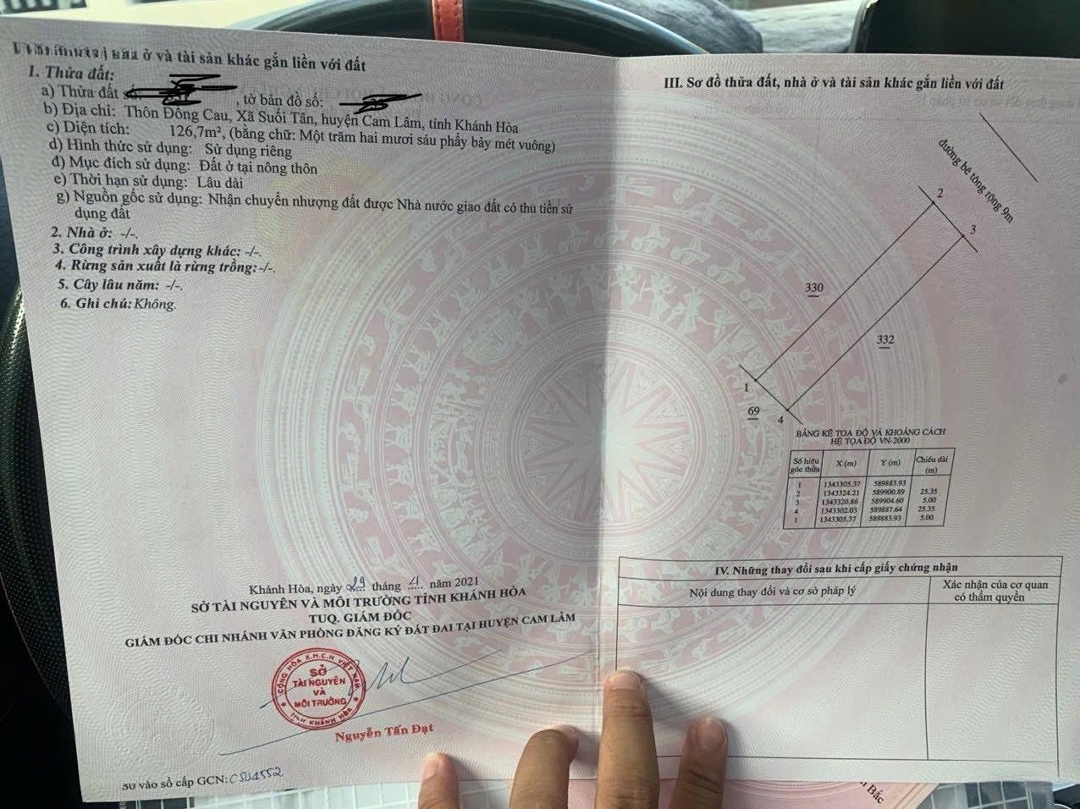 ở và tài sản khác gắn liền với đất
1. Thửa đất:
a) Thửa đất , tờ bản đồ số:
b) Địa chỉ: Thôn Đồng Cau, Xã Suối Tân, huyện Cam Lâm, tỉnh Khánh Hòa
c) Diện tích: 126,7m², (bằng chữ: Một trăm hai mươi sáu phẩy bảy mét vuông)
d) Hình thức sử dụng: Sử dụng riêng
đ) Mục đích sử dụng: Đất ở tại nông thôn
e) Thời hạn sử dụng: Lâu dài
g) Nguồn gốc sử dụng: Nhận chuyển nhượng đất được Nhà nước giao đất có thu tiền sử
dụng đất
2. Nhà ở: -/-.
3. Công trình xây dựng khác: -/-.
4. Rừng sản xuất là rừng trồng:-/-.
5. Cây lâu năm: -/-.
6. Ghi chú: Không.
Khánh Hòa, ngày 29 tháng 4 năm 2021
SỞ TÀI NGUYÊN VÀ MÔI TRƯỜNG TỈNH KHÁNH HÒA
TUQ. GIÁM ĐỐC
GIÁM ĐỐC CHI NHÁNH VĂN PHÒNG ĐĂNG KÝ ĐẤT ĐAI TẠI HUYỆN CAM LÂM
CỘNG HÒA X.H.C.N VIỆT NAM
SỞ
TÀI NGUYÊN
VÀ
MÔI TRƯỜNG
TỈNH KHÁNH HÒA
Nguyễn Tấn Đạt
vào sổ cấp GCN:
III. Sơ đồ thửa đất, nhà ở và tài sản khác gắn liền với đất
đường bê tông rộng 9m
2
3
330
332
1
69
4
BẢNG KÊ TỌA ĐỘ VÀ KHOẢNG CÁCH
HỆ TỌA ĐỘ VN-2000
Số hiệu góc thửa X (m) Y (m) Chiều dài (m)
1 1343305.37 589883.93
2 1343324.21 589900.89 25.35
3 1343320.86 589904.60 5.00
4 1343302.03 589887.64 25.35
1 1343305.37 589883.93 5.00
IV. Những thay đổi sau khi cấp giấy chứng nhận
Nội dung thay đổi và cơ sở pháp lý
Xác nhận của cơ quan
có thẩm quyền
Bắc